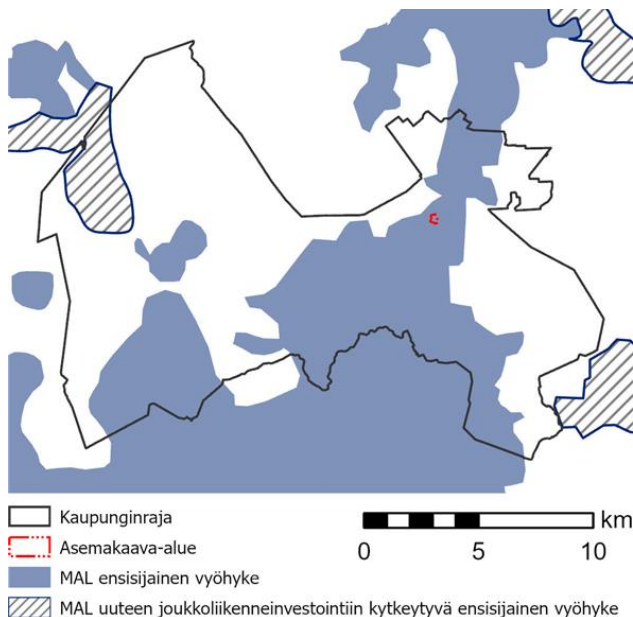 Kaupunginraja
Asemakaava-alue
MAL ensisijainen vyöhyke
MAL uuteen joukkoliikenneinvestointiin kytkeytyvä ensisijainen vyöhyke
km
0 5 10